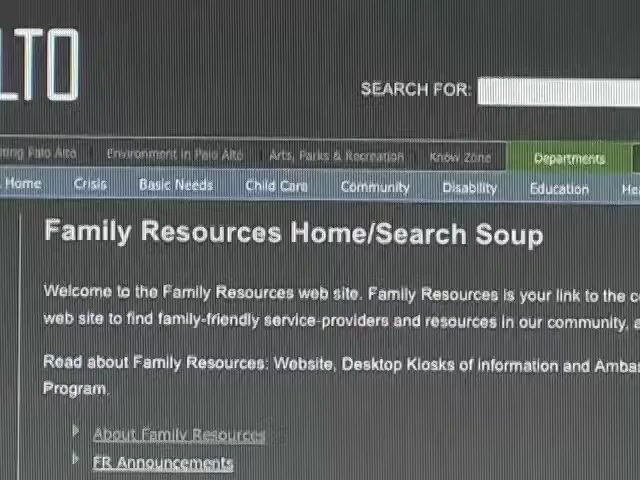 LTO
SEARCH FOR:
Palo Alto Environment in Palo Alto Arts, Parks & Recreation Know Zone Departments
Home Crisis Basic Needs Child Care Community Disability Education
Family Resources Home/Search Soup
Welcome to the Family Resources web site. Family Resources is your link to the
web site to find family-friendly service-providers and resources in our community,
Read about Family Resources: Website, Desktop Kiosks of Information and
Program.
About Family Resources
FR Announcements